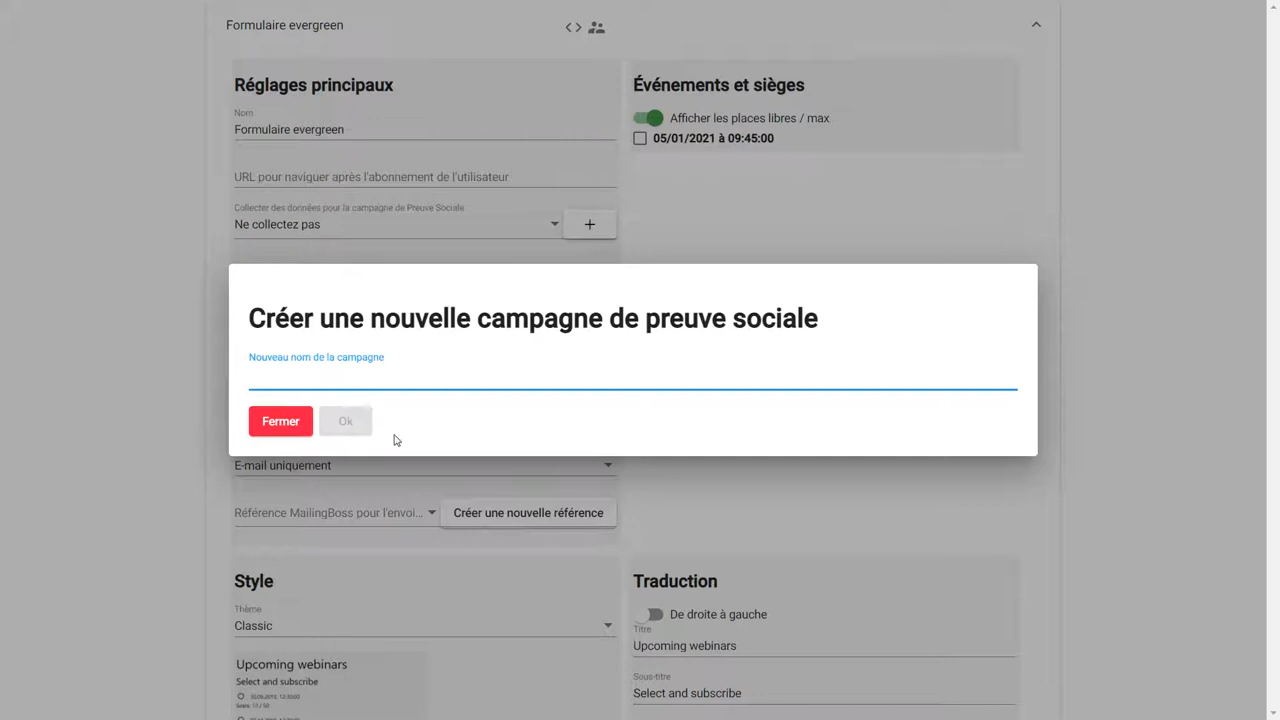 Formulaire evergreen
Réglages principaux
Nom
Formulaire evergreen
URL pour naviguer après l'abonnement de l'utilisateur
Collecter des données pour la campagne de Preuve Sociale
Ne collectez pas
+
Événements et sièges
Afficher les places libres / max
05/01/2021 à 09:45:00
Créer une nouvelle campagne de preuve sociale
Nouveau nom de la campagne
Fermer
Ok
E-mail uniquement
Référence MailingBoss pour l'envoi...
Créer une nouvelle référence
Style
Thème
Classic
Upcoming webinars
Select and subscribe
Traduction
De droite à gauche
Titre
Upcoming webinars
Sous-titre
Select and subscribe